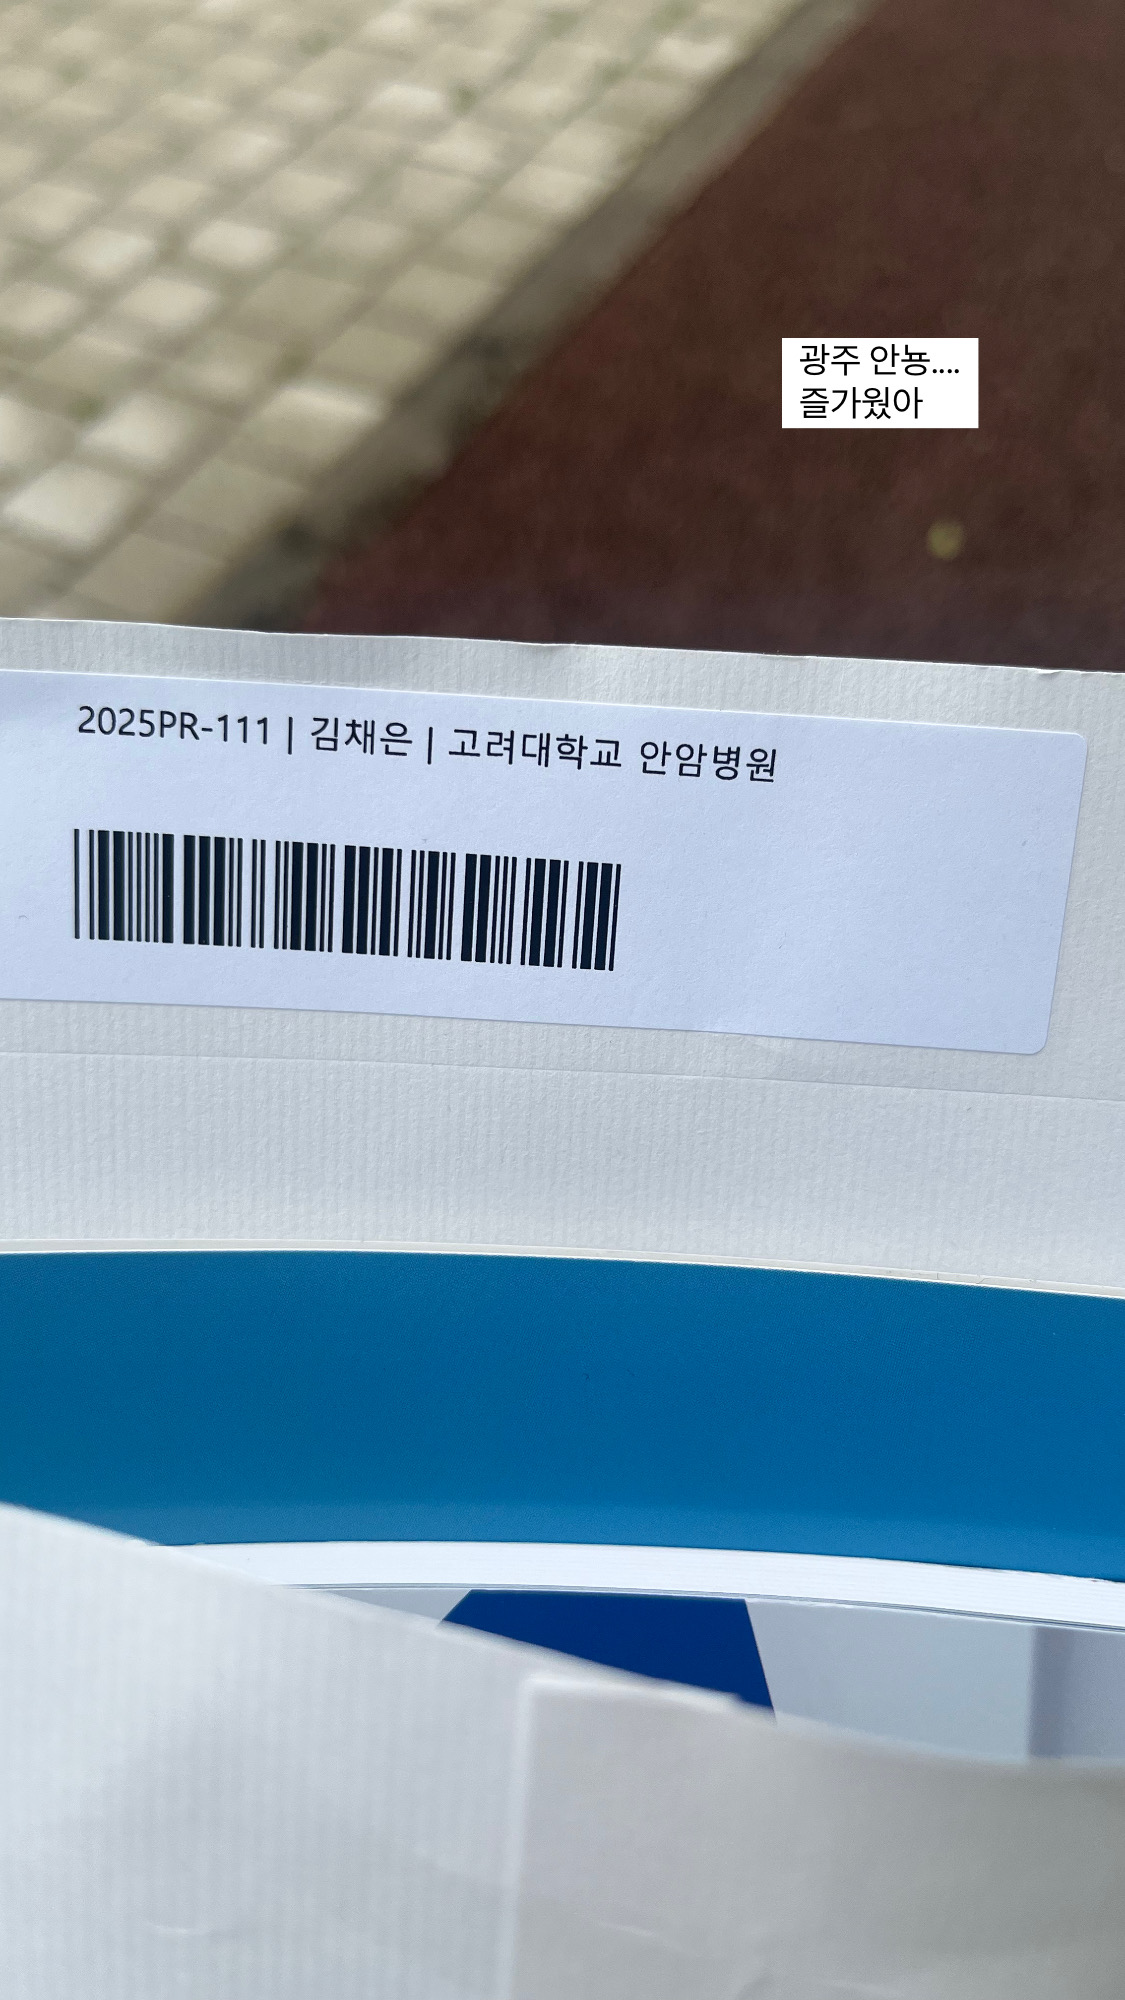 광주 안뇽....
즐가웠아
2025PR-111 | 김채은 | 고려대학교 안암병원